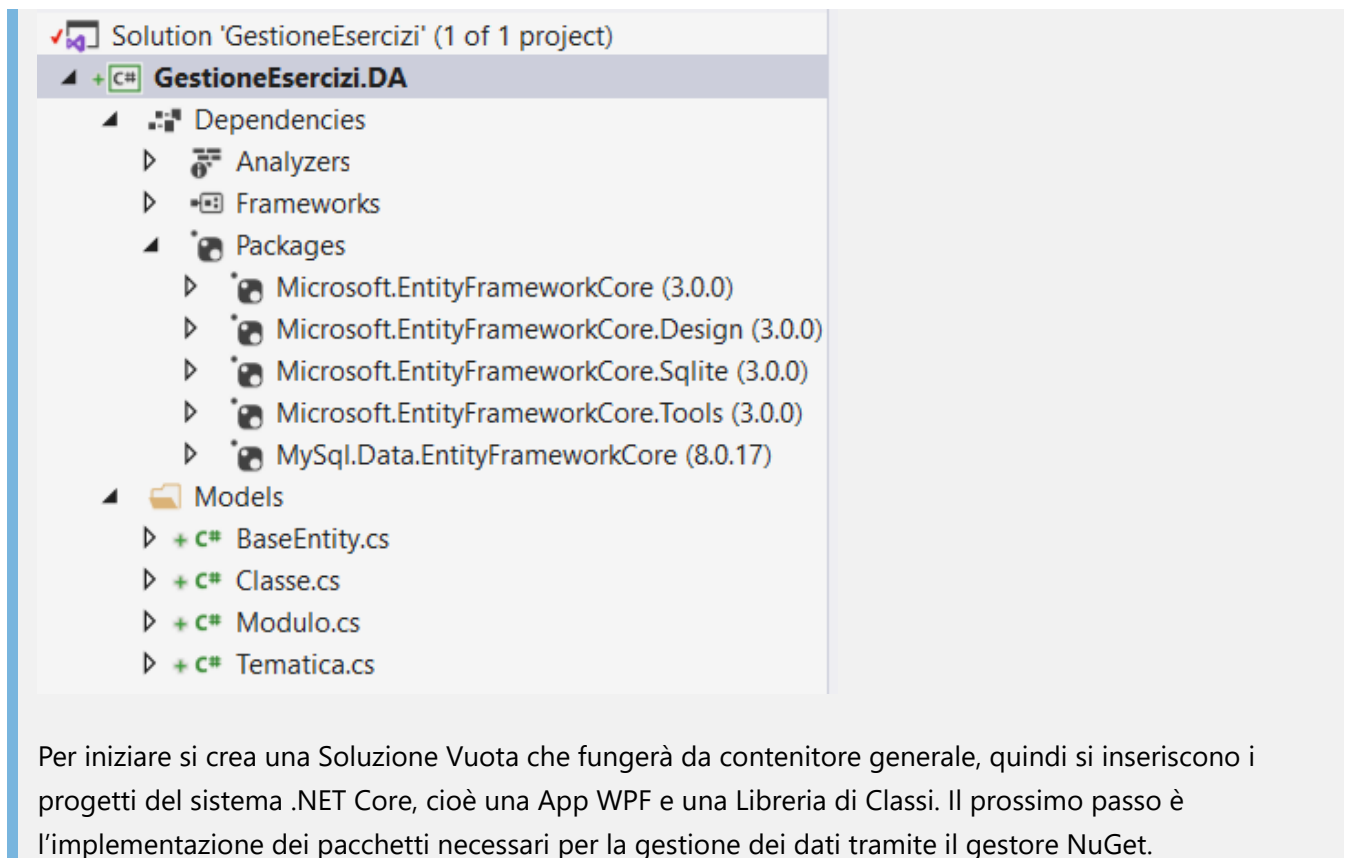 Solution 'GestioneEsercizi' (1 of 1 project)
+ C# GestioneEsercizi.DA
Dependencies
Analyzers
Frameworks
Packages
Microsoft.EntityFrameworkCore (3.0.0)
Microsoft.EntityFrameworkCore.Design (3.0.0)
Microsoft.EntityFrameworkCore.Sqlite (3.0.0)
Microsoft.EntityFrameworkCore.Tools (3.0.0)
MySql.Data.EntityFrameworkCore (8.0.17)
Models
+ C# BaseEntity.cs
+ C# Classe.cs
+ C# Modulo.cs
+ C# Tematica.cs
Per iniziare si crea una Soluzione Vuota che fungerà da contenitore generale, quindi si inseriscono i
progetti del sistema .NET Core, cioè una App WPF e una Libreria di Classi. Il prossimo passo è
l’implementazione dei pacchetti necessari per la gestione dei dati tramite il gestore NuGet.